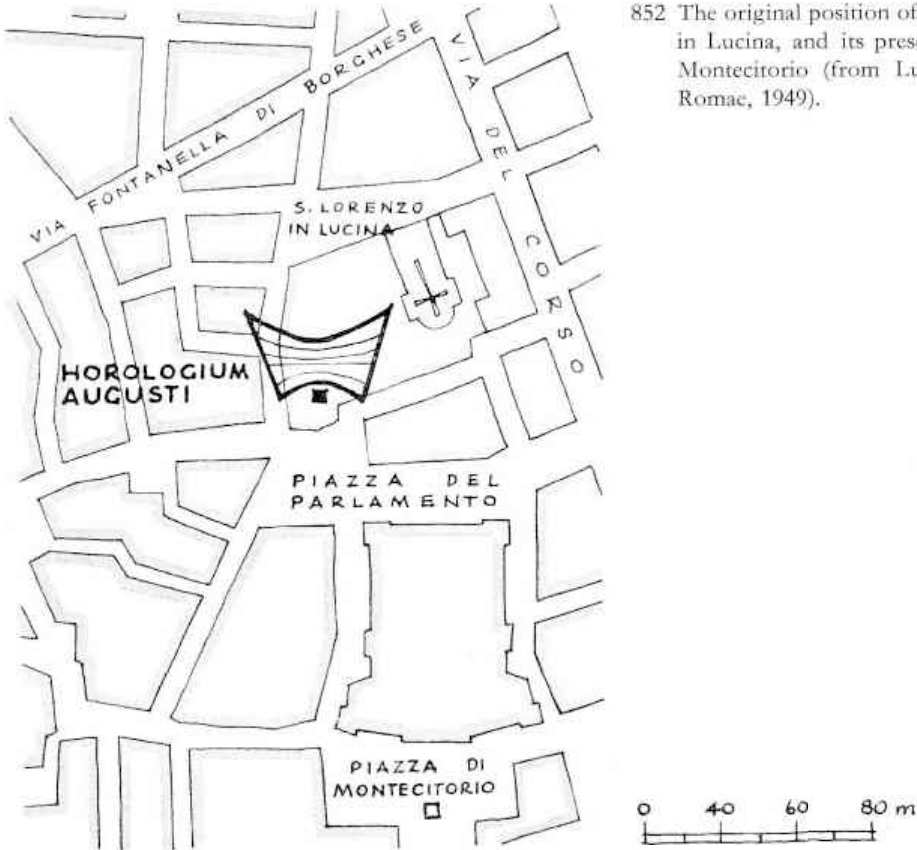 852 The original position of
in Lucina, and its pres
Montecitorio (from Lu
Romae, 1949).
VIA FONTANELLA DI BORGHESE
VIA DEL CORSO
S. LORENZO
IN LUCINA
HOROLOGIUM
AUGUSTI
PIAZZA DEL
PARLAMENTO
PIAZZA DI
MONTECITORIO
0 40 60 80 m